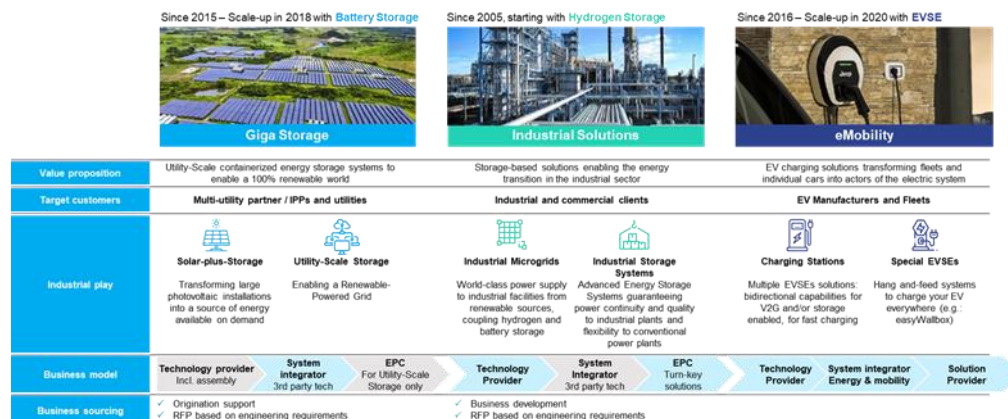 Since 2015 – Scale-up in 2018 with Battery Storage
Since 2005, starting with Hydrogen Storage
Since 2016 – Scale-up in 2020 with EVSE
Jeep
Giga Storage
Industrial Solutions
eMobility
Value proposition
Utility-Scale containerized energy storage systems to
enable a 100% renewable world
Storage-based solutions enabling the energy
transition in the industrial sector
EV charging solutions transforming fleets and
individual cars into actors of the electric system
Target customers
Multi-utility partner / IPPs and utilities
Industrial and commercial clients
EV Manufacturers and Fleets
Industrial play
Solar-plus-Storage
Transforming large
photovoltaic installations
into a source of energy
available on demand
Utility-Scale Storage
Enabling a Renewable-
Powered Grid
Industrial Microgrids
World-class power supply
to industrial facilities from
renewable sources,
coupling hydrogen and
battery storage
Industrial Storage
Systems
Advanced Energy Storage
Systems guaranteeing
power continuity and quality
to industrial plants and
flexibility to conventional
power plants
Charging Stations
Multiple EVSEs solutions:
bidirectional capabilities for
V2G and/or storage
enabled, for fast charging
Special EVSEs
Hang and-feed systems
to charge your EV
everywhere (e.g.:
easyWallbox)
Business model
Technology provider
Incl. assembly
System
integrator
3rd party tech
EPC
For Utility-Scale
Storage only
Technology
Provider
System
Integrator
3rd party tech
EPC
Turn-key
solutions
Technology
Provider
System integrator
Energy & mobility
Solution
Provider
Business sourcing
✓ Origination support
✓ RFP based on engineering requirements
✓ Business development
✓ RFP based on engineering requirements